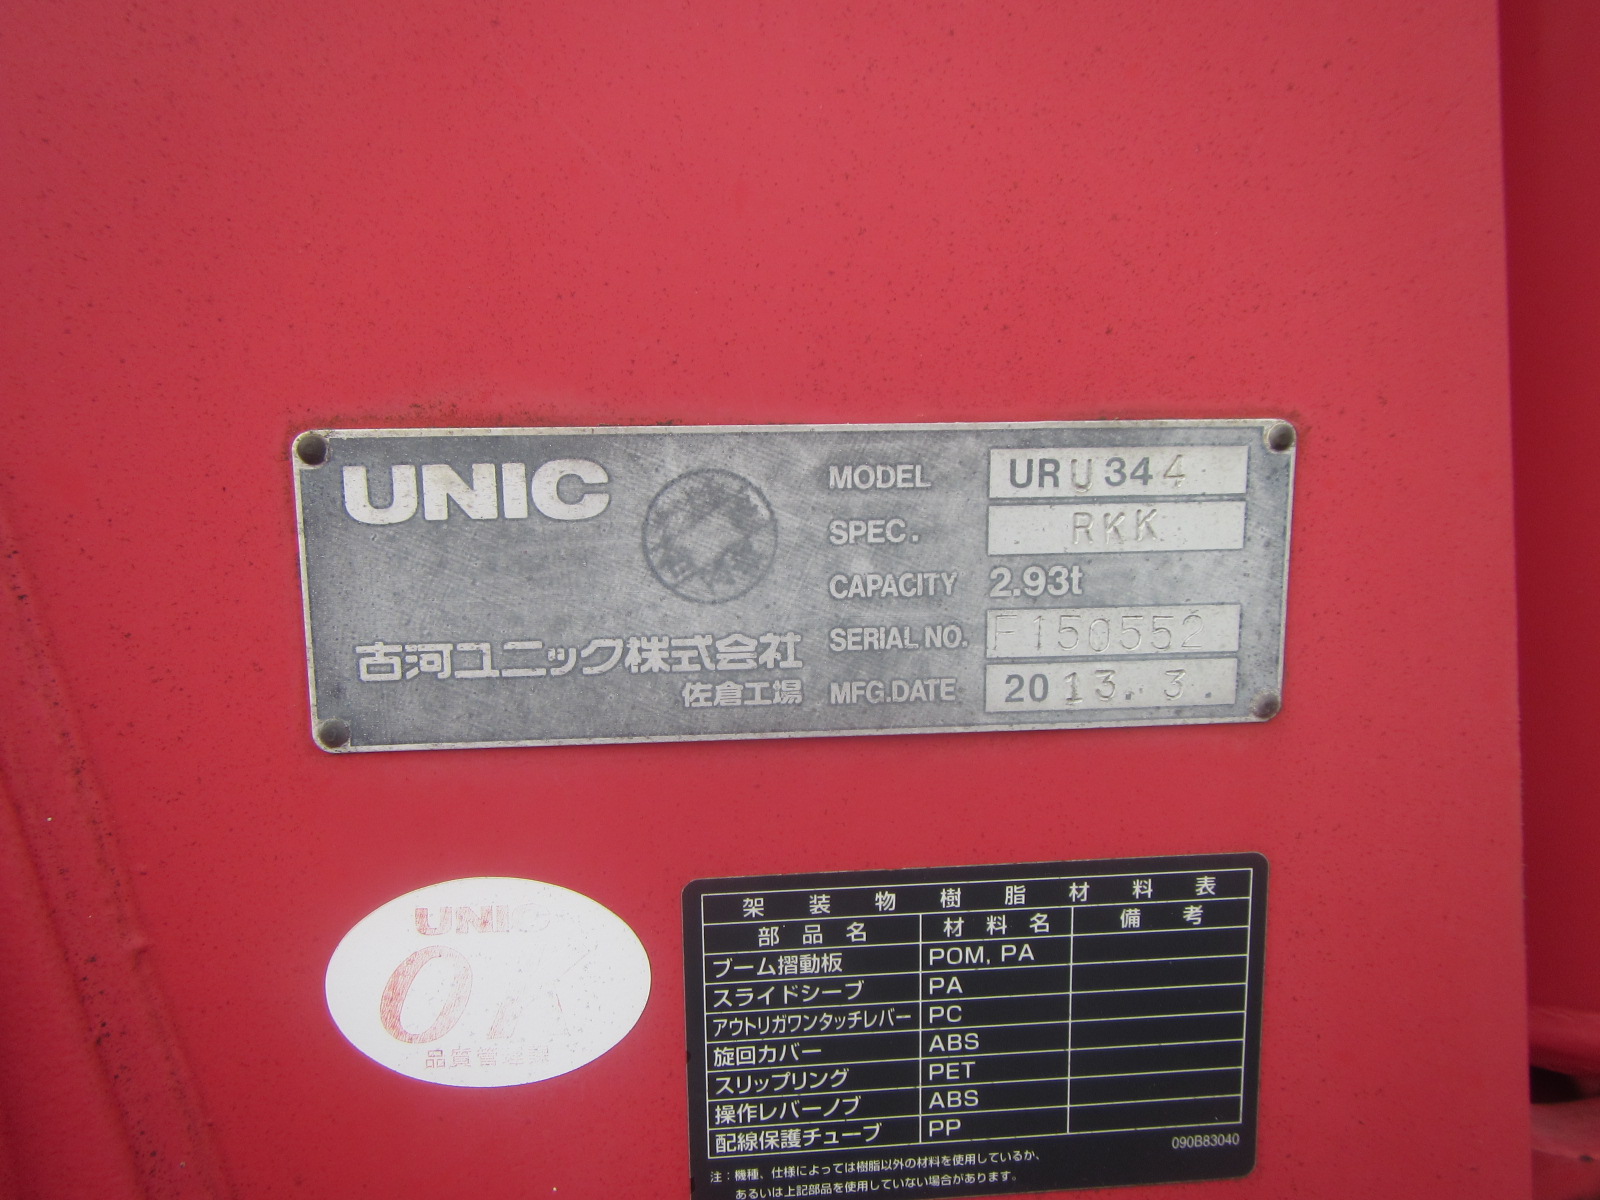 UNIC
MODEL URU344
SPEC. RKK
CAPACITY 2.93t
SERIAL NO. F150552
MFG.DATE 2013.3.
古河ユニック株式会社
佐倉工場
UNIC
OK
架装物樹脂材料表
部品名 材料名 備考
ブーム摺動板 POM, PA
スライドシーブ PA
アウトリガワンタッチレバー PC
旋回カバー ABS
スリップリング PET
操作レバーノブ ABS
配線保護チューブ PP
090B83040
注：機種、仕様によっては樹脂以外の材料を使用しているか、
あるいは上記部品を使用していない場合があります。